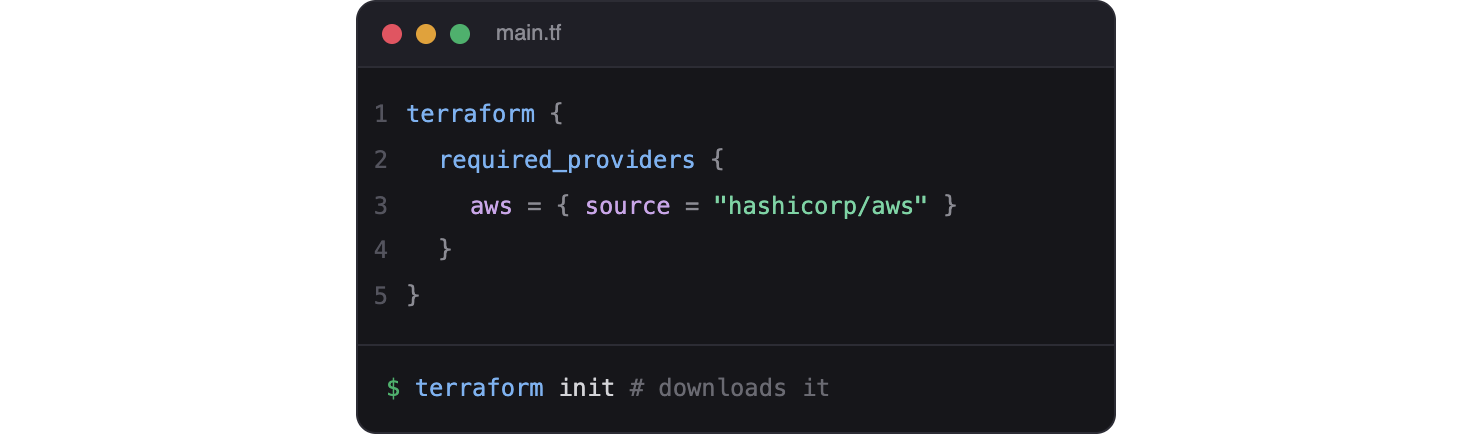 main.tf
1 terraform {
2 required_providers {
3 aws = { source = "hashicorp/aws" }
4 }
5 }
$ terraform init # downloads it